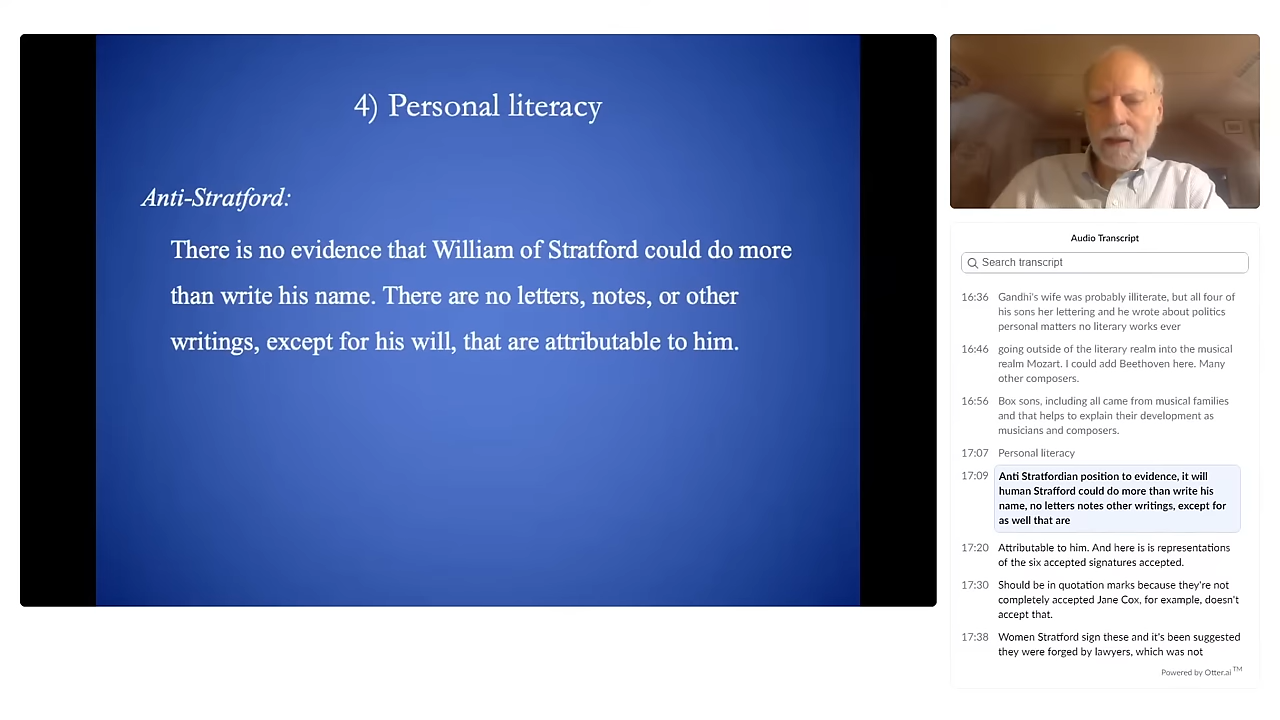 4) Personal literacy
Anti-Stratford:
There is no evidence that William of Stratford could do more
than write his name. There are no letters, notes, or other
writings, except for his will, that are attributable to him.
Audio Transcript
Search transcript
16:36 Gandhi's wife was probably illiterate, but all four of
his sons her lettering and he wrote about politics
personal matters no literary works ever
16:46 going outside of the literary realm into the musical
realm Mozart. I could add Beethoven here. Many
other composers.
16:56 Box sons, including all came from musical families
and that helps to explain their development as
musicians and composers.
17:07 Personal literacy
17:09 Anti Stratfordian position to evidence, it will
human Strafford could do more than write his
name, no letters notes other writings, except for
as well that are
17:20 Attributable to him. And here is is representations
of the six accepted signatures accepted.
17:30 Should be in quotation marks because they're not
completely accepted Jane Cox, for example, doesn't
accept that.
17:38 Women Stratford sign these and it's been suggested
they were forged by lawyers, which was not
Powered by Otter.ai TM